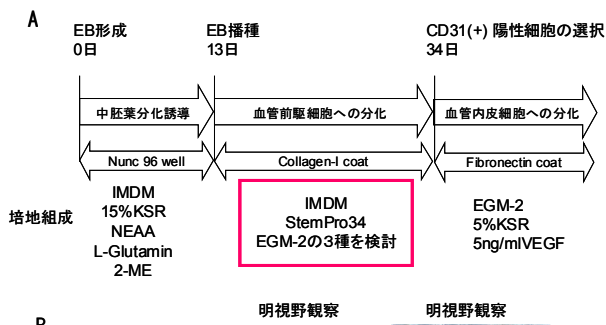 A
EB形成
0日
EB播種
13日
CD31(+) 陽性細胞の選択
34日
中胚葉分化誘導
血管前駆細胞への分化
血管内皮細胞への分化
Nunc 96 well
Collagen-I coat
Fibronectin coat
培地組成
IMDM
15%KSR
NEAA
L-Glutamin
2-ME
IMDM
StemPro34
EGM-2の3種を検討
EGM-2
5%KSR
5ng/mlVEGF
明視野観察
明視野観察